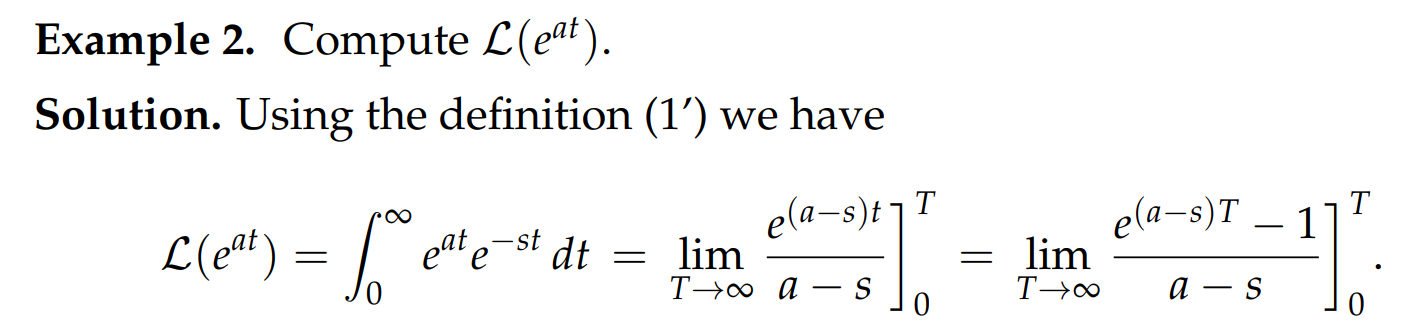 Example 2. Compute ℒ(e^{at}).
Solution. Using the definition (1′) we have
ℒ(e^{at}) = ∫_0^∞ e^{at}e^{−st} dt = lim_{T→∞} e^{(a−s)t}/(a − s)]_0^T = lim_{T→∞} (e^{(a−s)T} − 1)/(a − s)]_0^T.